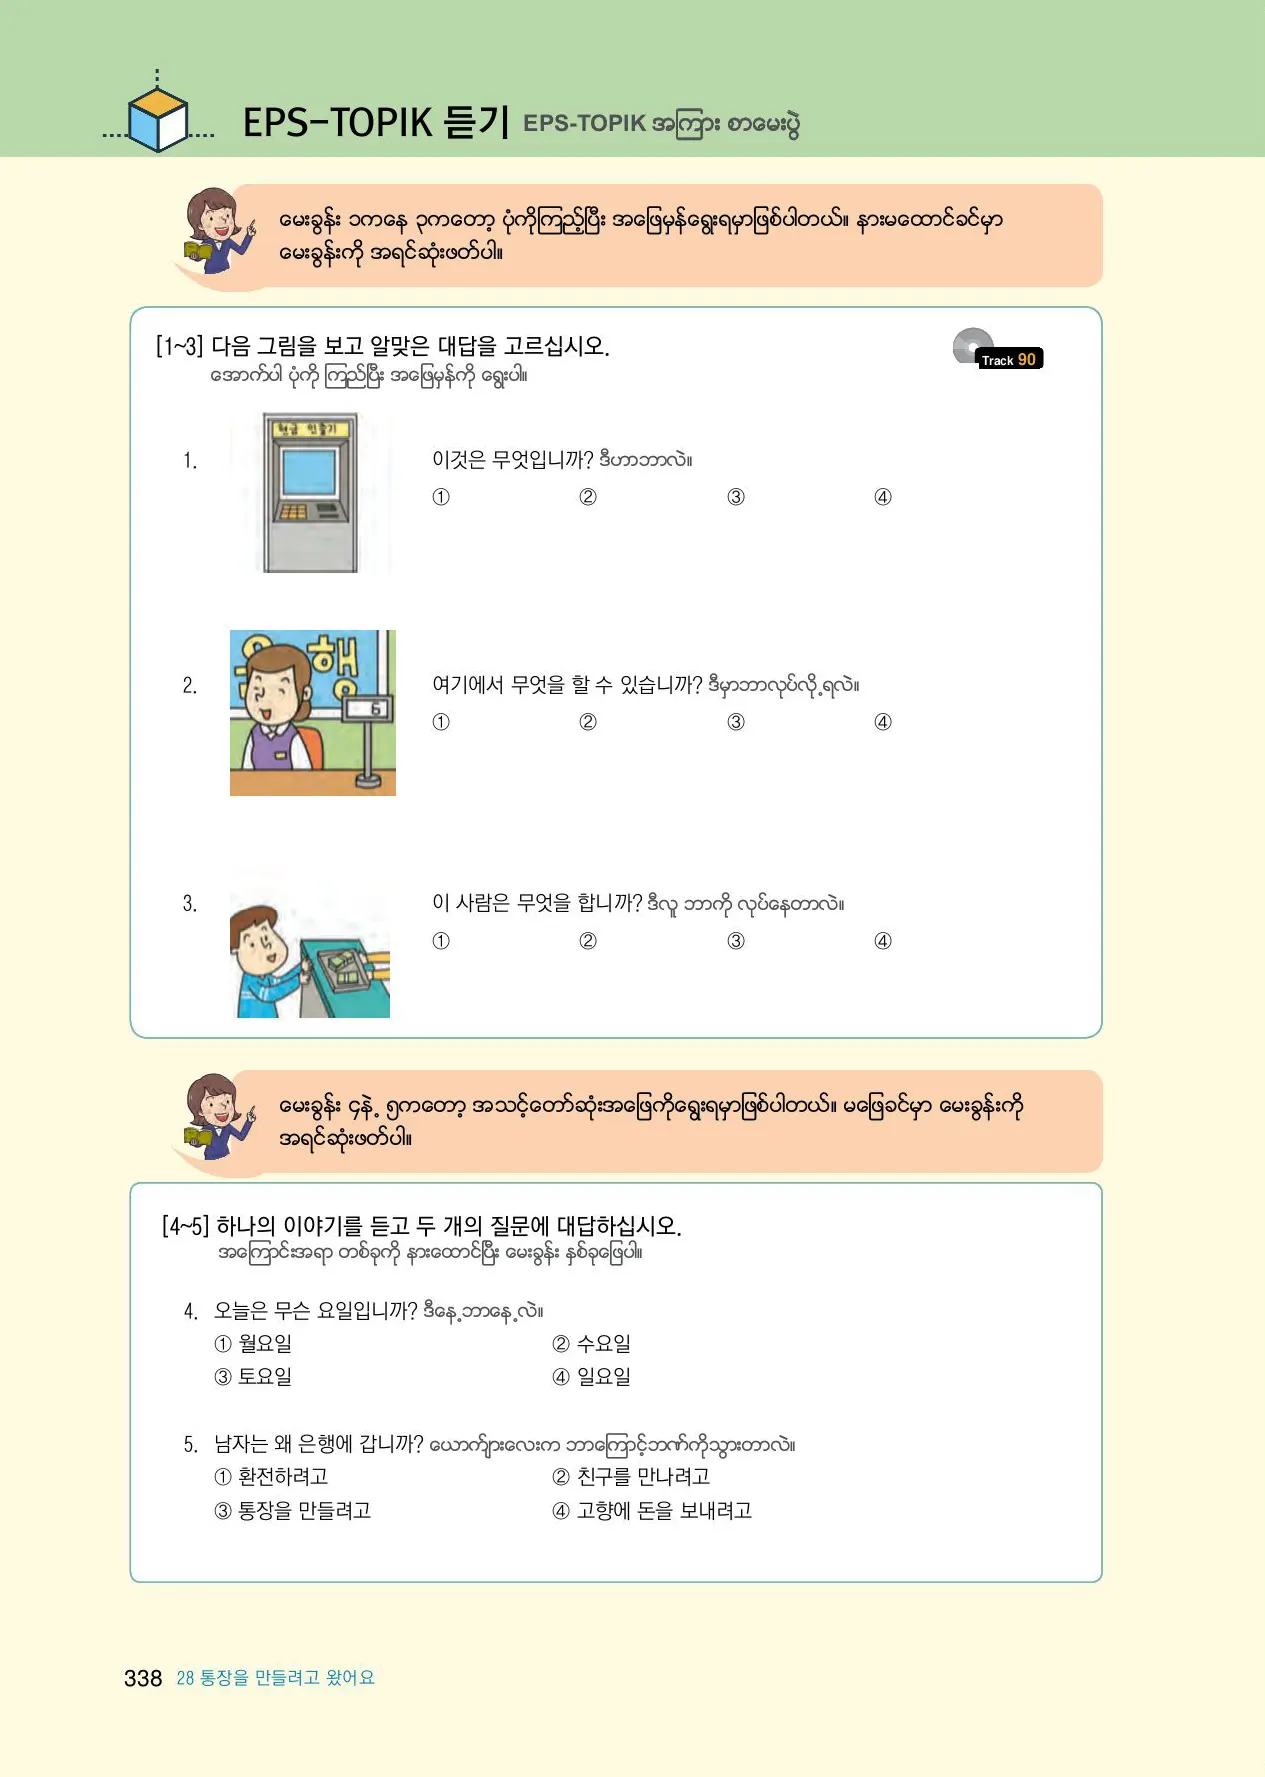 EPS-TOPIK 듣기 EPS-TOPIK အကြား စာမေးပွဲ
မေးခွန်း ၁ကနေ ၃ကတော့ ပုံကိုကြည့်ပြီး အဖြေမှန်ရွေးရမှာဖြစ်ပါတယ်။ နားမထောင်ခင်မှာ
မေးခွန်းကို အရင်ဆုံးဖတ်ပါ။
[1~3] 다음 그림을 보고 알맞은 대답을 고르십시오.
Track 90
အောက်ပါ ပုံကို ကြည်ပြီး အဖြေမှန်ကို ရွေးပါ။
현금 인출기
1. 이것은 무엇입니까? ဒီဟာဘာလဲ။
① ② ③ ④
은행
6
2. 여기에서 무엇을 할 수 있습니까? ဒီမှာဘာလုပ်လို့ရလဲ။
① ② ③ ④
3. 이 사람은 무엇을 합니까? ဒီလူ ဘာကို လုပ်နေတာလဲ။
① ② ③ ④
မေးခွန်း ၄နဲ့ ၅ကတော့ အသင့်တော်ဆုံးအဖြေကိုရွေးရမှာဖြစ်ပါတယ်။ မဖြေခင်မှာ မေးခွန်းကို
အရင်ဆုံးဖတ်ပါ။
[4~5] 하나의 이야기를 듣고 두 개의 질문에 대답하십시오.
အကြောင်းအရာ တစ်ခုကို နားထောင်ပြီး မေးခွန်း နှစ်ခုဖြေပါ။
4. 오늘은 무슨 요일입니까? ဒီနေ့ဘာနေ့လဲ။
① 월요일 ② 수요일
③ 토요일 ④ 일요일
5. 남자는 왜 은행에 갑니까? ယောက်ျားလေးက ဘာကြောင့်ဘဏ်ကိုသွားတာလဲ။
① 환전하려고 ② 친구를 만나려고
③ 통장을 만들려고 ④ 고향에 돈을 보내려고
338 28 통장을 만들려고 왔어요